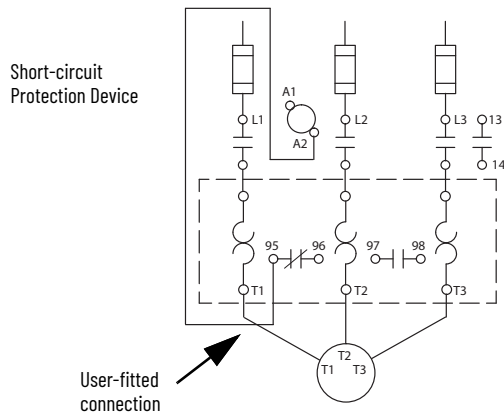 Short-circuit
Protection Device
A1
L1
L2
L3
13
A2
14
95
96
97
98
T1
T2
T3
T2
T1
T3
User-fitted
connection